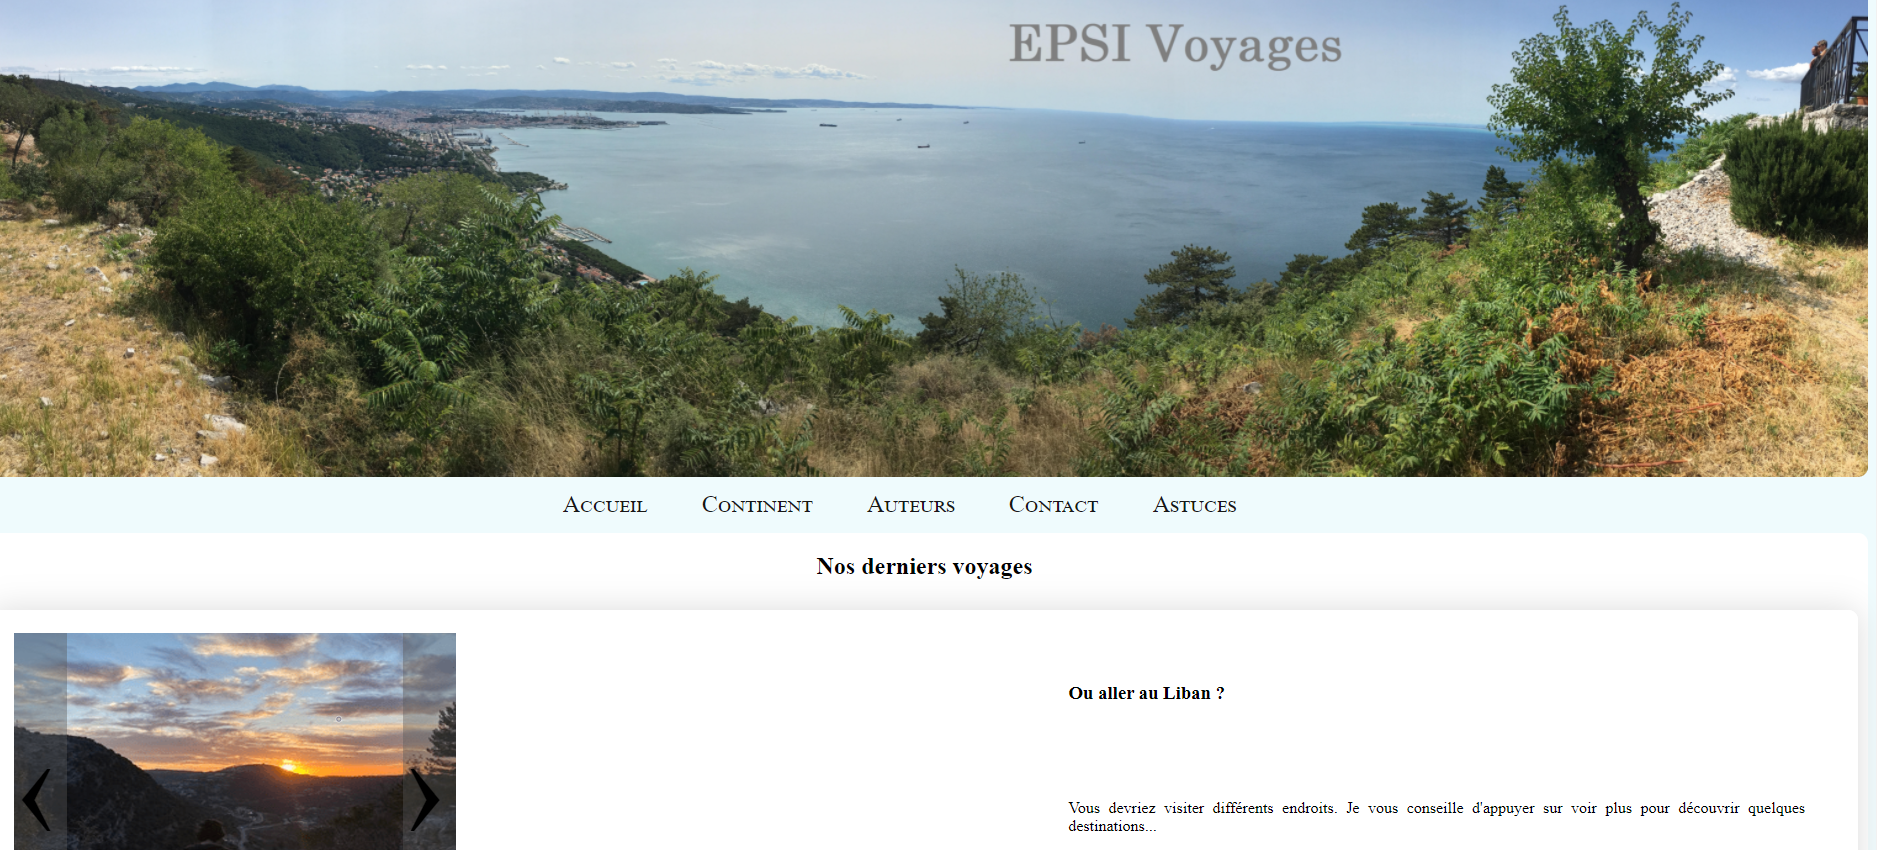 EPSI Voyages
Accueil Continent Auteurs Contact Astuces
Nos derniers voyages
Ou aller au Liban ?
Vous devriez visiter différents endroits. Je vous conseille d'appuyer sur voir plus pour découvrir quelques
destinations...